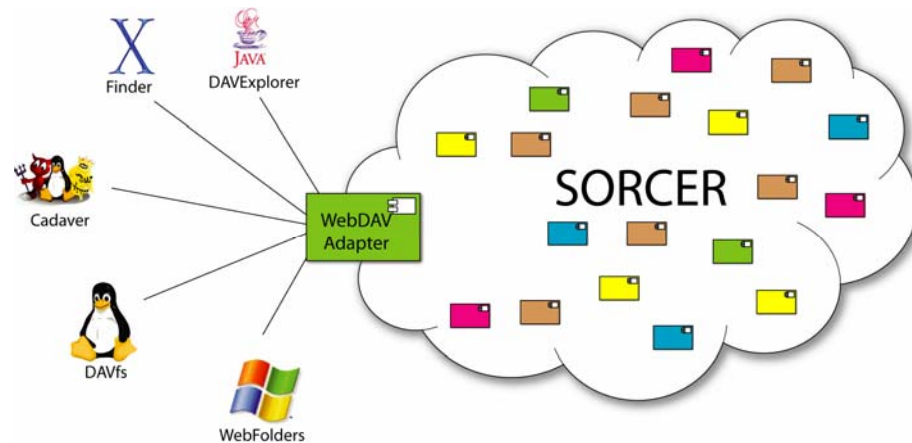 X
Finder
JAVA
DAVExplorer
Cadaver
DAVfs
WebFolders
WebDAV
Adapter
SORCER